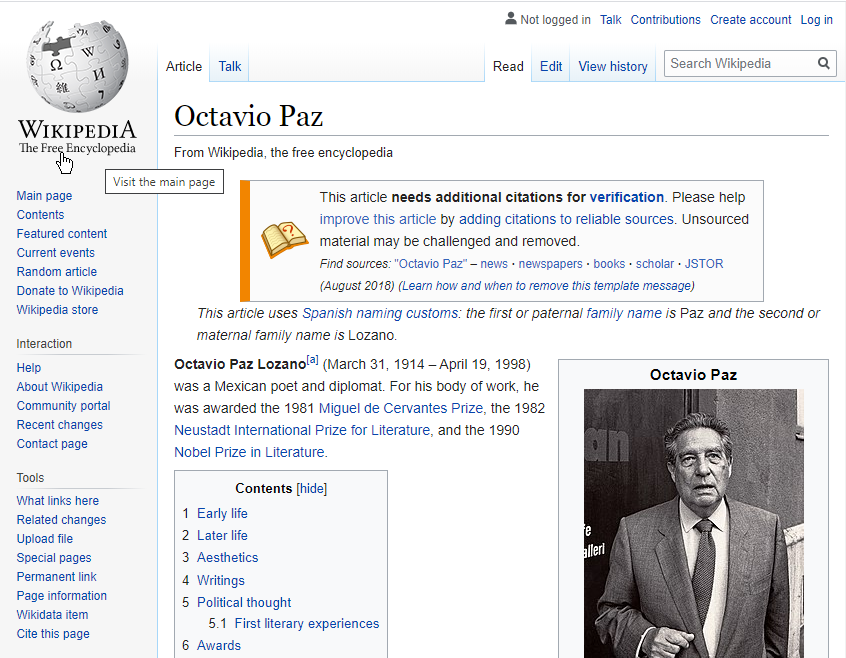 Not logged in Talk Contributions Create account Log in
Article Talk Read Edit View history Search Wikipedia
WIKIPEDIA
The Free Encyclopedia
Visit the main page
Main page
Contents
Featured content
Current events
Random article
Donate to Wikipedia
Wikipedia store
Interaction
Help
About Wikipedia
Community portal
Recent changes
Contact page
Tools
What links here
Related changes
Upload file
Special pages
Permanent link
Page information
Wikidata item
Cite this page
Octavio Paz
From Wikipedia, the free encyclopedia
This article needs additional citations for verification. Please help
improve this article by adding citations to reliable sources. Unsourced
material may be challenged and removed.
Find sources: "Octavio Paz" – news · newspapers · books · scholar · JSTOR
(August 2018) (Learn how and when to remove this template message)
This article uses Spanish naming customs: the first or paternal family name is Paz and the second or
maternal family name is Lozano.
Octavio Paz Lozano[a] (March 31, 1914 – April 19, 1998)
was a Mexican poet and diplomat. For his body of work, he
was awarded the 1981 Miguel de Cervantes Prize, the 1982
Neustadt International Prize for Literature, and the 1990
Nobel Prize in Literature.
Contents [hide]
1 Early life
2 Later life
3 Aesthetics
4 Writings
5 Political thought
5.1 First literary experiences
6 Awards
Octavio Paz